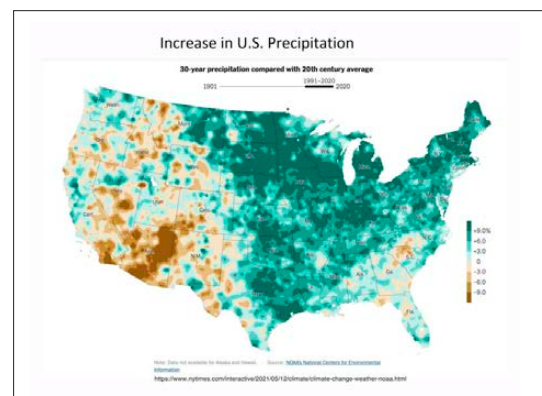 Increase in U.S. Precipitation
30-year precipitation compared with 20th century average
1991–2020
1901
2020
+9.0%
+6.0
+3.0
0
-3.0
-6.0
-9.0
Note: Data not available for Alaska and Hawaii. Source: NOAA's National Centers for Environmental
Information
https://www.nytimes.com/interactive/2021/05/12/climate/climate-change-weather-noaa.html